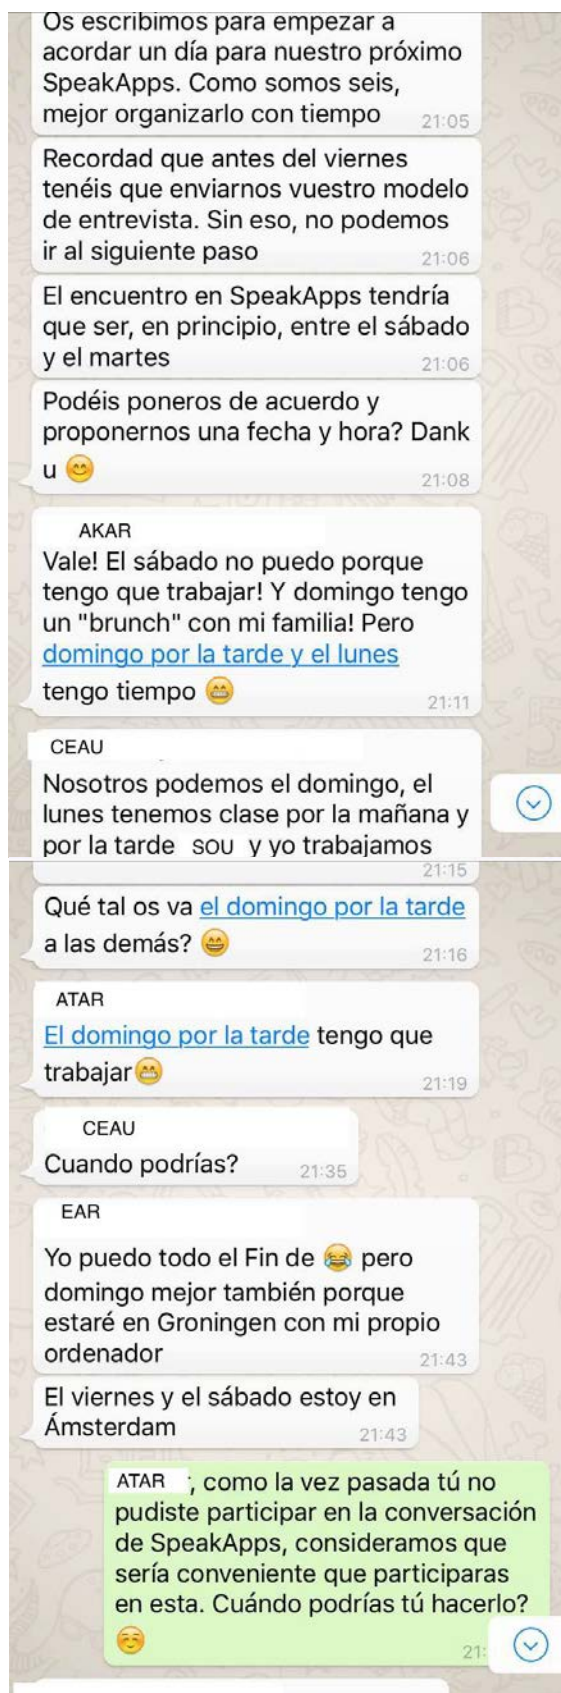 Os escribimos para empezar a
acordar un día para nuestro próximo
SpeakApps. Como somos seis,
mejor organizarlo con tiempo 21:05
Recordad que antes del viernes
tenéis que enviarnos vuestro modelo
de entrevista. Sin eso, no podemos
ir al siguiente paso 21:06
El encuentro en SpeakApps tendría
que ser, en principio, entre el sábado
y el martes 21:06
Podéis poneros de acuerdo y
proponernos una fecha y hora? Dank
u 😊 21:08
AKAR
Vale! El sábado no puedo porque
tengo que trabajar! Y domingo tengo
un "brunch" con mi familia! Pero
domingo por la tarde y el lunes
tengo tiempo 😁 21:11
CEAU
Nosotros podemos el domingo, el
lunes tenemos clase por la mañana y
por la tarde SOU y yo trabajamos
21:15
Qué tal os va el domingo por la tarde
a las demás? 😄 21:16
ATAR
El domingo por la tarde tengo que
trabajar😁 21:19
CEAU
Cuando podrías? 21:35
EAR
Yo puedo todo el Fin de 😂 pero
domingo mejor también porque
estaré en Groningen con mi propio
ordenador 21:43
El viernes y el sábado estoy en
Ámsterdam 21:43
ATAR , como la vez pasada tú no
pudiste participar en la conversación
de SpeakApps, consideramos que
sería conveniente que participaras
en esta. Cuándo podrías tú hacerlo?
☺️ 21: